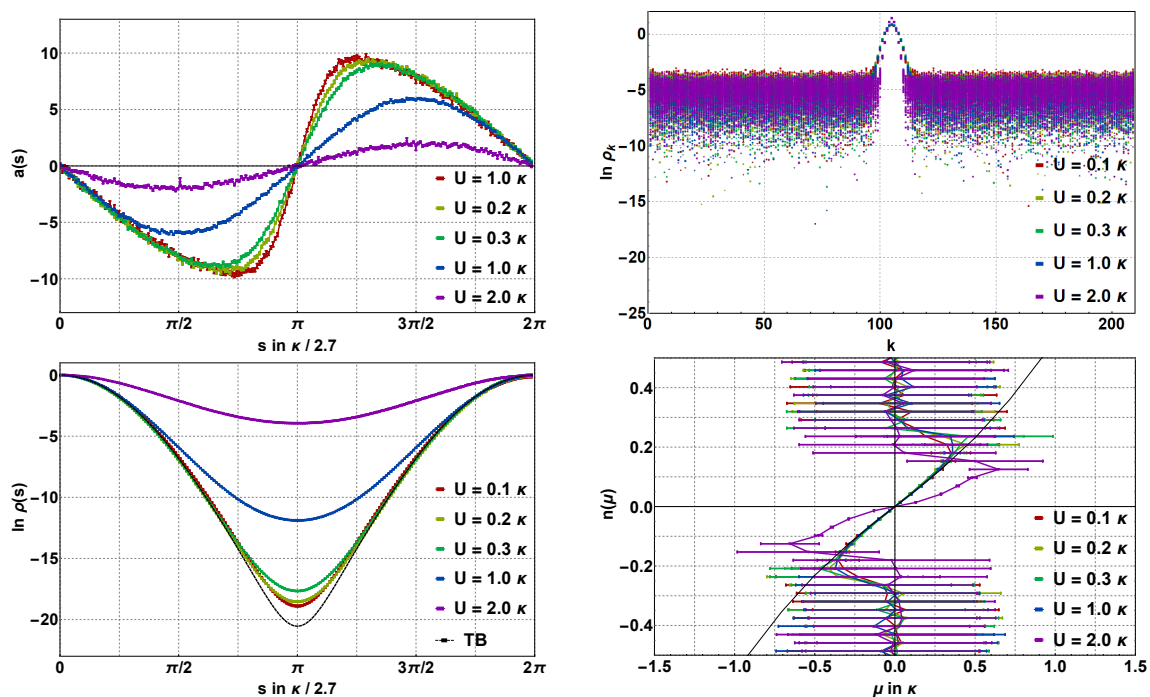 a(s)
10
5
0
−5
−10
U = 1.0 κ
U = 0.2 κ
U = 0.3 κ
U = 1.0 κ
U = 2.0 κ
0 π/2 π 3π/2 2π
s in κ / 2.7
ln ρk
0
−5
−10
−15
−20
−25
U = 0.1 κ
U = 0.2 κ
U = 0.3 κ
U = 1.0 κ
U = 2.0 κ
0 50 100 150 200
k
ln ρ(s)
0
−5
−10
−15
−20
U = 0.1 κ
U = 0.2 κ
U = 0.3 κ
U = 1.0 κ
U = 2.0 κ
TB
0 π/2 π 3π/2 2π
s in κ / 2.7
n(μ)
0.4
0.2
0.0
−0.2
−0.4
U = 0.1 κ
U = 0.2 κ
U = 0.3 κ
U = 1.0 κ
U = 2.0 κ
−1.5 −1.0 −0.5 0.0 0.5 1.0 1.5
μ in κ